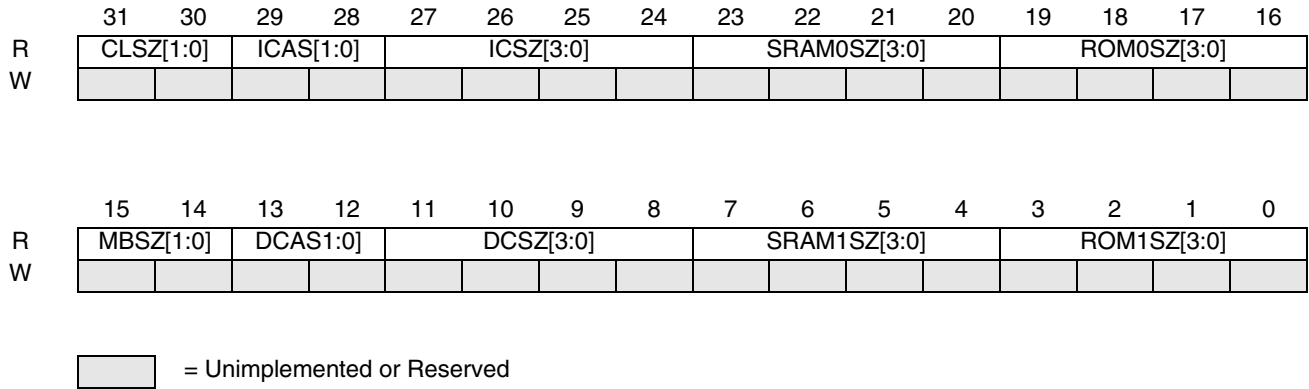 31 30 29 28 27 26 25 24 23 22 21 20 19 18 17 16
R CLSZ[1:0] ICAS[1:0] ICSZ[3:0] SRAM0SZ[3:0] ROM0SZ[3:0]
W
15 14 13 12 11 10 9 8 7 6 5 4 3 2 1 0
R MBSZ[1:0] DCAS1:0] DCSZ[3:0] SRAM1SZ[3:0] ROM1SZ[3:0]
W
= Unimplemented or Reserved